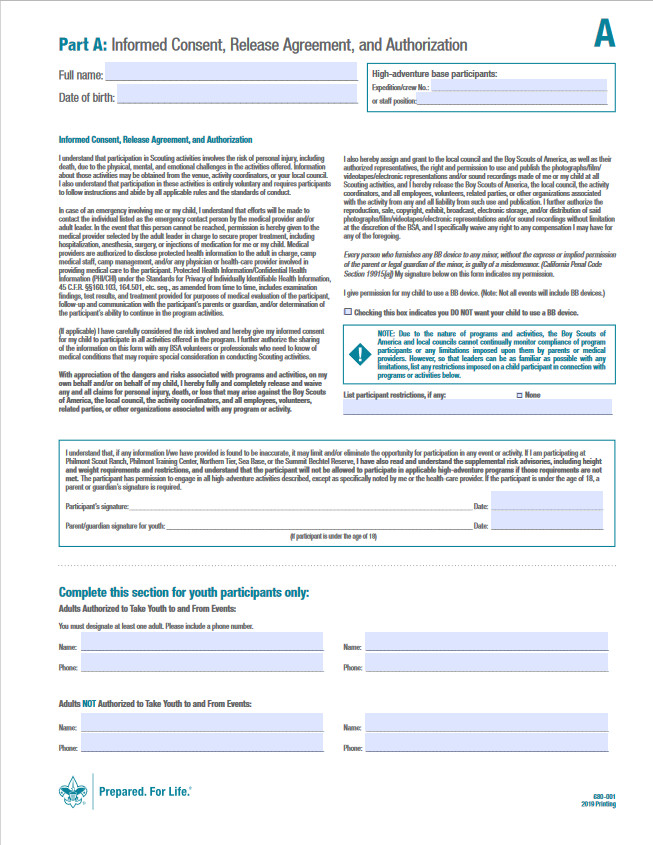 A
Part A: Informed Consent, Release Agreement, and Authorization
Full name:
Date of birth:
High-adventure base participants:
Expedition/crew No.:
or staff position:
Informed Consent, Release Agreement, and Authorization
I understand that participation in Scouting activities involves the risk of personal injury, including
death, due to the physical, mental, and emotional challenges in the activities offered. Information
about those activities may be obtained from the venue, activity coordinators, or your local council.
I also understand that participation in these activities is entirely voluntary and requires participants
to follow instructions and abide by all applicable rules and the standards of conduct.
In case of an emergency involving me or my child, I understand that efforts will be made to
contact the individual listed as the emergency contact person by the medical provider and/or
adult leader. In the event that this person cannot be reached, permission is hereby given to the
medical provider selected by the adult leader in charge to secure proper treatment, including
hospitalization, anesthesia, surgery, or injections of medication for me or my child. Medical
providers are authorized to disclose protected health information to the adult in charge, camp
medical staff, camp management, and/or any physician or health-care provider involved in
providing medical care to the participant. Protected Health Information/Confidential Health
Information (PHI/CHI) under the Standards for Privacy of Individually Identifiable Health Information,
45 C.F.R. §§160.103, 164.501, etc. seq., as amended from time to time, includes examination
findings, test results, and treatment provided for purposes of medical evaluation of the participant,
follow-up and communication with the participant's parents or guardian, and/or determination of
the participant's ability to continue in the program activities.
(If applicable) I have carefully considered the risk involved and hereby give my informed consent
for my child to participate in all activities offered in the program. I further authorize the sharing
of the information on this form with any BSA volunteers or professionals who need to know of
medical conditions that may require special consideration in conducting Scouting activities.
With appreciation of the dangers and risks associated with programs and activities, on my
own behalf and/or on behalf of my child, I hereby fully and completely release and waive
any and all claims for personal injury, death, or loss that may arise against the Boy Scouts
of America, the local council, the activity coordinators, and all employees, volunteers,
related parties, or other organizations associated with any program or activity.
I also hereby assign and grant to the local council and the Boy Scouts of America, as well as their
authorized representatives, the right and permission to use and publish the photographs/film/
videotapes/electronic representations and/or sound recordings made of me or my child at all
Scouting activities, and I hereby release the Boy Scouts of America, the local council, the activity
coordinators, and all employees, volunteers, related parties, or other organizations associated
with the activity from any and all liability from such use and publication. I further authorize the
reproduction, sale, copyright, exhibit, broadcast, electronic storage, and/or distribution of said
photographs/film/videotapes/electronic representations and/or sound recordings without limitation
at the discretion of the BSA, and I specifically waive any right to any compensation I may have for
any of the foregoing.
Every person who furnishes any BB device to any minor, without the express or implied permission
of the parent or legal guardian of the minor, is guilty of a misdemeanor. (California Penal Code
Section 19915[a]) My signature below on this form indicates my permission.
I give permission for my child to use a BB device. (Note: Not all events will include BB devices.)
Checking this box indicates you DO NOT want your child to use a BB device.
NOTE: Due to the nature of programs and activities, the Boy Scouts of
America and local councils cannot continually monitor compliance of program
participants or any limitations imposed upon them by parents or medical
providers. However, so that leaders can be as familiar as possible with any
limitations, list any restrictions imposed on a child participant in connection with
programs or activities below.
List participant restrictions, if any:
None
I understand that, if any information I/we have provided is found to be inaccurate, it may limit and/or eliminate the opportunity for participation in any event or activity. If I am participating at
Philmont Scout Ranch, Philmont Training Center, Northern Tier, Sea Base, or the Summit Bechtel Reserve, I have also read and understand the supplemental risk advisories, including height
and weight requirements and restrictions, and understand that the participant will not be allowed to participate in applicable high-adventure programs if those requirements are not
met. The participant has permission to engage in all high-adventure activities described, except as specifically noted by me or the health-care provider. If the participant is under the age of 18, a
parent or guardian's signature is required.
Participant's signature:
Date:
Parent/guardian signature for youth:
Date:
(If participant is under the age of 18)
Complete this section for youth participants only:
Adults Authorized to Take Youth to and From Events:
You must designate at least one adult. Please include a phone number.
Name:
Name:
Phone:
Phone:
Adults NOT Authorized to Take Youth to and From Events:
Name:
Name:
Phone:
Phone:
Prepared. For Life.®
680-001
2019 Printing